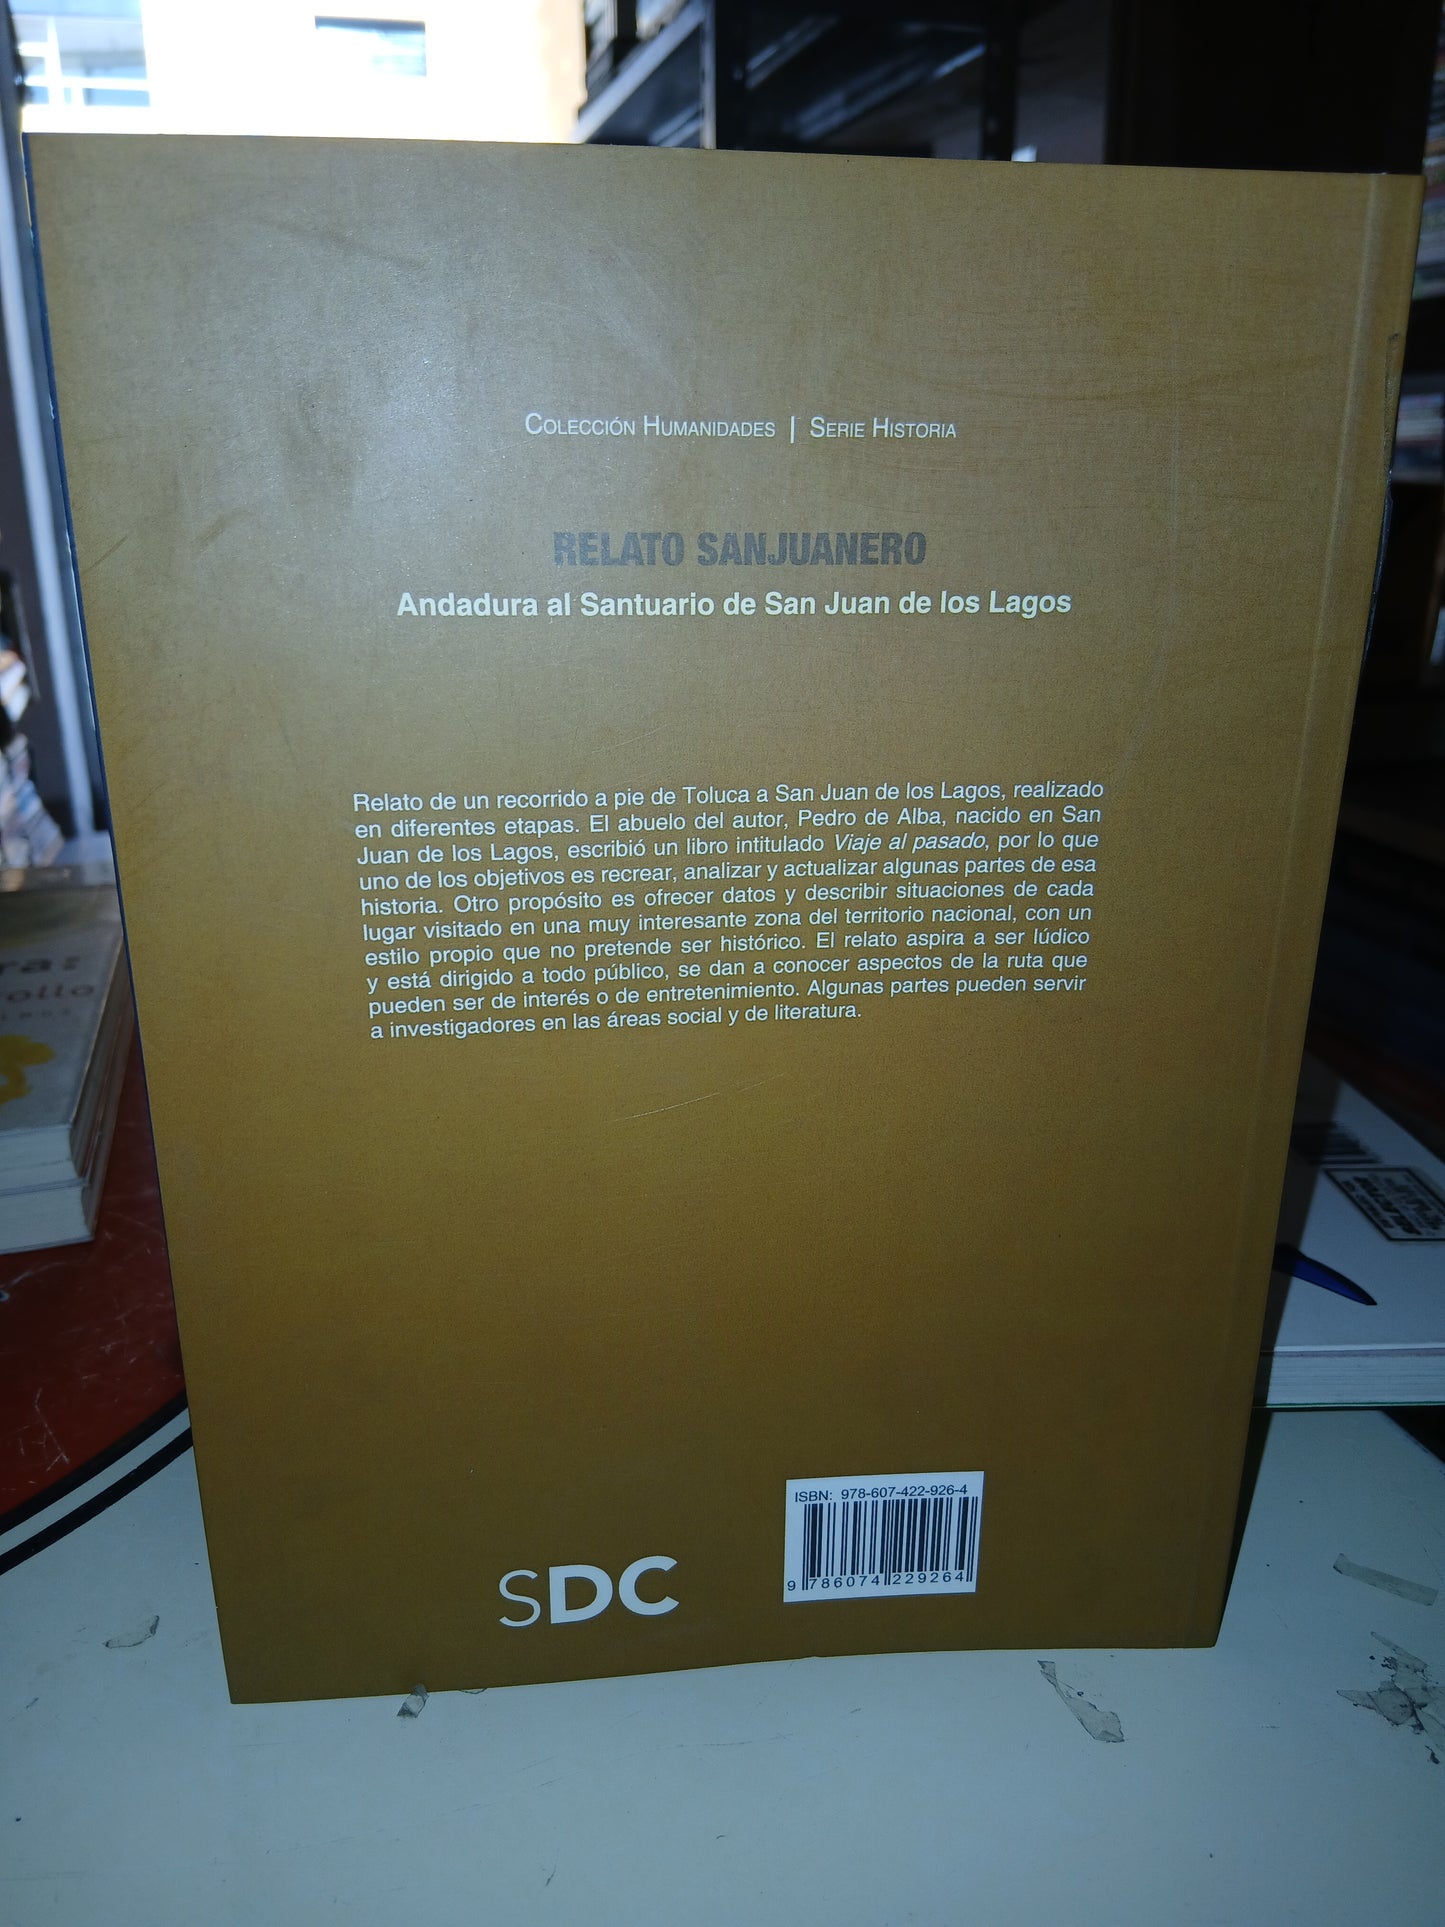 COLECCIÓN HUMANIDADES | SERIE HISTORIA
RELATO SANJUANERO
Andadura al Santuario de San Juan de los Lagos
Relato de un recorrido a pie de Toluca a San Juan de los Lagos, realizado
en diferentes etapas. El abuelo del autor, Pedro de Alba, nacido en San
Juan de los Lagos, escribió un libro intitulado Viaje al pasado, por lo que
uno de los objetivos es recrear, analizar y actualizar algunas partes de esa
historia. Otro propósito es ofrecer datos y describir situaciones de cada
lugar visitado en una muy interesante zona del territorio nacional, con un
estilo propio que no pretende ser histórico. El relato aspira a ser lúdico
y está dirigido a todo público, se dan a conocer aspectos de la ruta que
pueden ser de interés o de entretenimiento. Algunas partes pueden servir
a investigadores en las áreas social y de literatura.
ISBN: 978-607-422-926-4
9 786074 229264
SDC